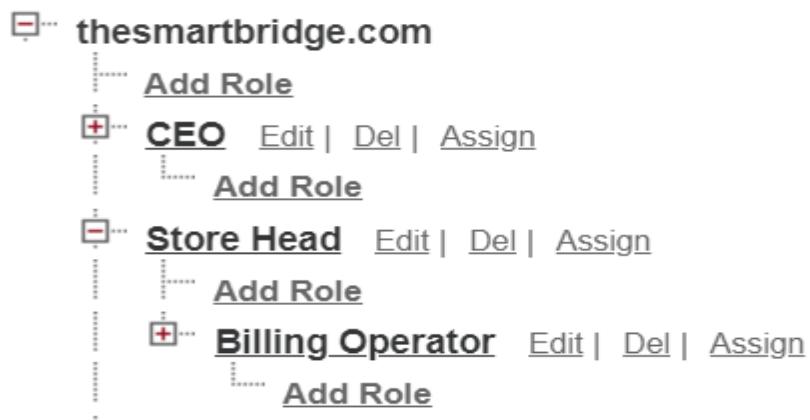 thesmartbridge.com
Add Role
CEO Edit | Del | Assign
Add Role
Store Head Edit | Del | Assign
Add Role
Billing Operator Edit | Del | Assign
Add Role